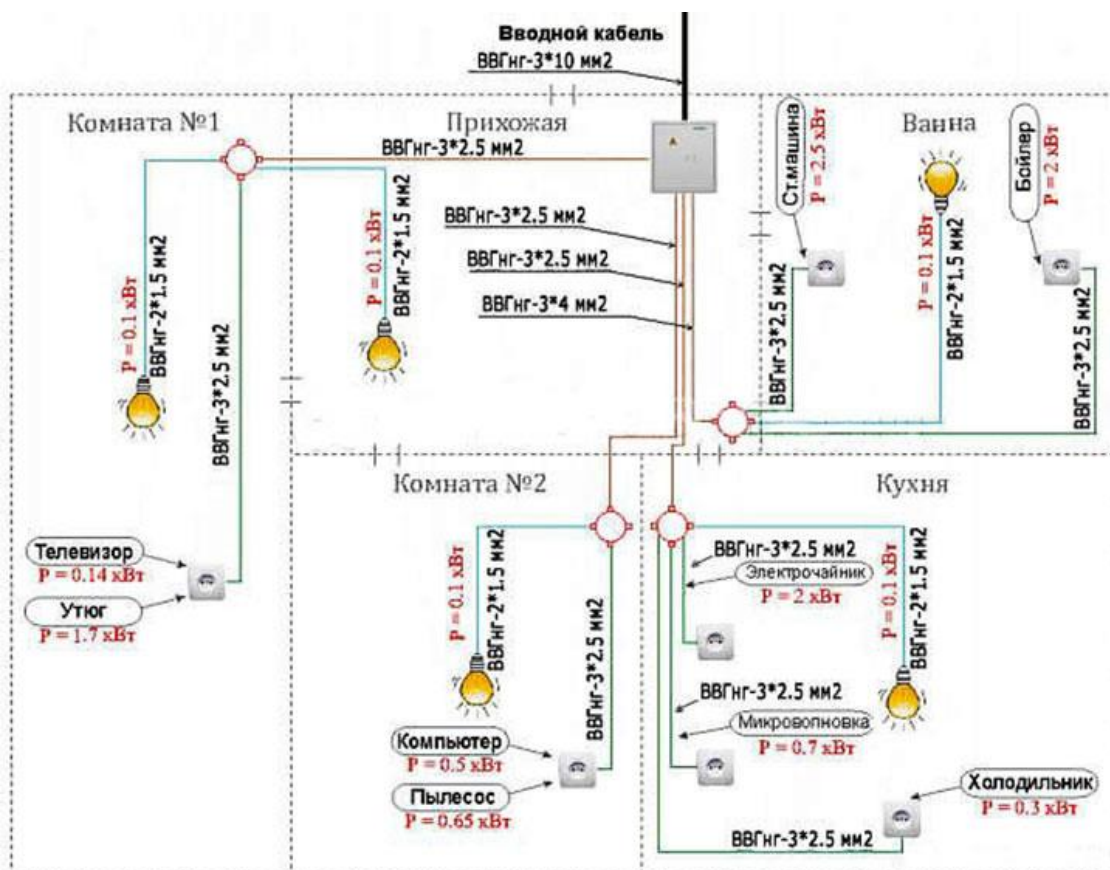 Вводной кабель
ВВГнг-3*10 мм2
Комната №1
Прихожая
Ванна
ВВГнг-3*2.5 мм2
P = 0.1 кВт
ВВГнг-2*1.5 мм2
ВВГнг-3*2.5 мм2
P = 0.1 кВт
ВВГнг-2*1.5 мм2
ВВГнг-3*2.5 мм2
ВВГнг-3*2.5 мм2
ВВГнг-3*4 мм2
Ст.машина
P = 2.5 кВт
ВВГнг-3*2.5 мм2
P = 0.1 кВт
ВВГнг-2*1.5 мм2
Бойлер
P = 2 кВт
ВВГнг-3*2.5 мм2
Телевизор
P = 0.14 кВт
Утюг
P = 1.7 кВт
Комната №2
P = 0.1 кВт
ВВГнг-2*1.5 мм2
ВВГнг-3*2.5 мм2
Компьютер
P = 0.5 кВт
Пылесос
P = 0.65 кВт
Кухня
ВВГнг-3*2.5 мм2
Электрочайник
P = 2 кВт
P = 0.1 кВт
ВВГнг-2*1.5 мм2
ВВГнг-3*2.5 мм2
Микровопновка
P = 0.7 кВт
Холодильник
P = 0.3 кВт
ВВГнг-3*2.5 мм2